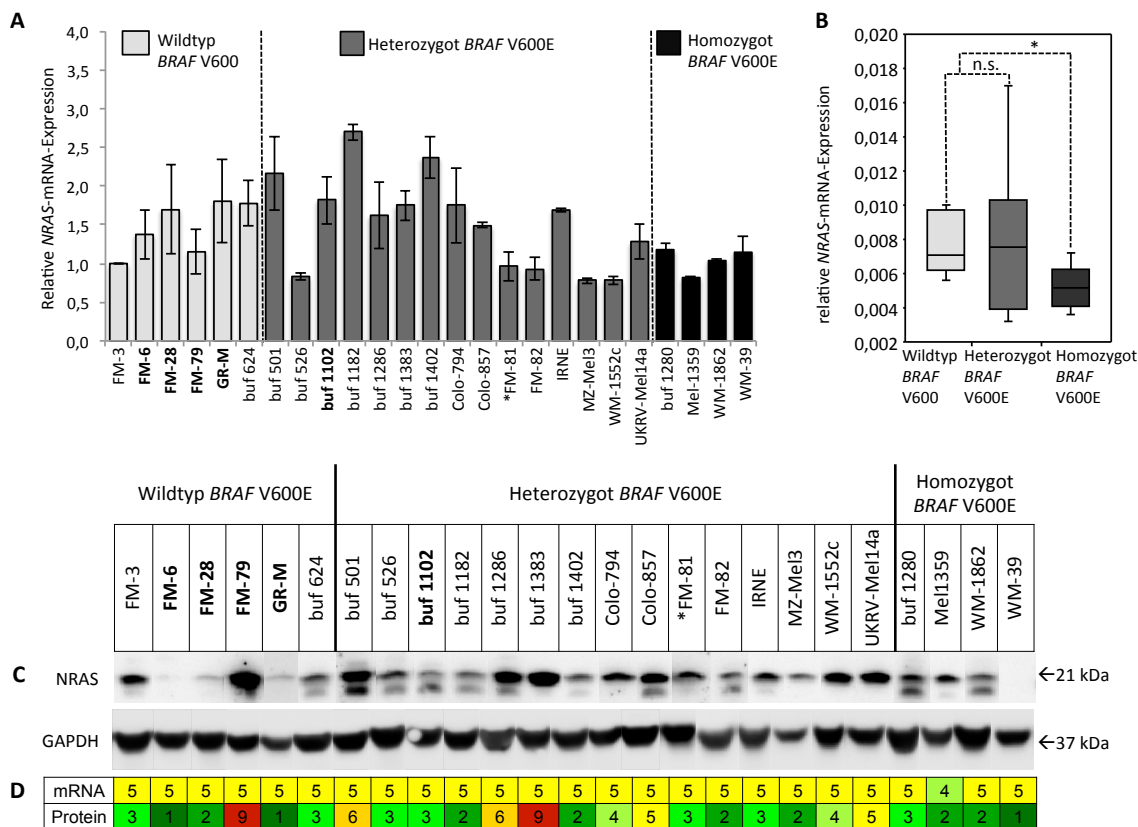 A
Relative NRAS-mRNA-Expression
4,0
3,5
3,0
2,5
2,0
1,5
1,0
0,5
0,0
Wildtyp
BRAF V600
Heterozygot BRAF V600E
Homozygot
BRAF V600E
FM-3
FM-6
FM-28
FM-79
GR-M
buf 624
buf 501
buf 526
buf 1102
buf 1182
buf 1286
buf 1383
buf 1402
Colo-794
Colo-857
*FM-81
FM-82
IRNE
MZ-Mel3
WM-1552c
UKRV-Mel14a
buf 1280
Mel-1359
WM-1862
WM-39
B
relative NRAS-mRNA-Expression
0,020
0,018
0,016
0,014
0,012
0,010
0,008
0,006
0,004
0,002
*
n.s.
Wildtyp
BRAF
V600
Heterozygot
BRAF
V600E
Homozygot
BRAF
V600E
Wildtyp BRAF V600E
Heterozygot BRAF V600E
Homozygot
BRAF V600E
FM-3
FM-6
FM-28
FM-79
GR-M
buf 624
buf 501
buf 526
buf 1102
buf 1182
buf 1286
buf 1383
buf 1402
Colo-794
Colo-857
*FM-81
FM-82
IRNE
MZ-Mel3
WM-1552c
UKRV-Mel14a
buf 1280
Mel1359
WM-1862
WM-39
C
NRAS
←21 kDa
GAPDH
←37 kDa
D
mRNA 5 5 5 5 5 5 5 5 5 5 5 5 5 5 5 5 5 5 5 5 5 5 4 5 5
Protein 3 1 2 9 1 3 6 3 3 2 6 9 2 4 5 3 2 3 2 4 5 3 2 2 1